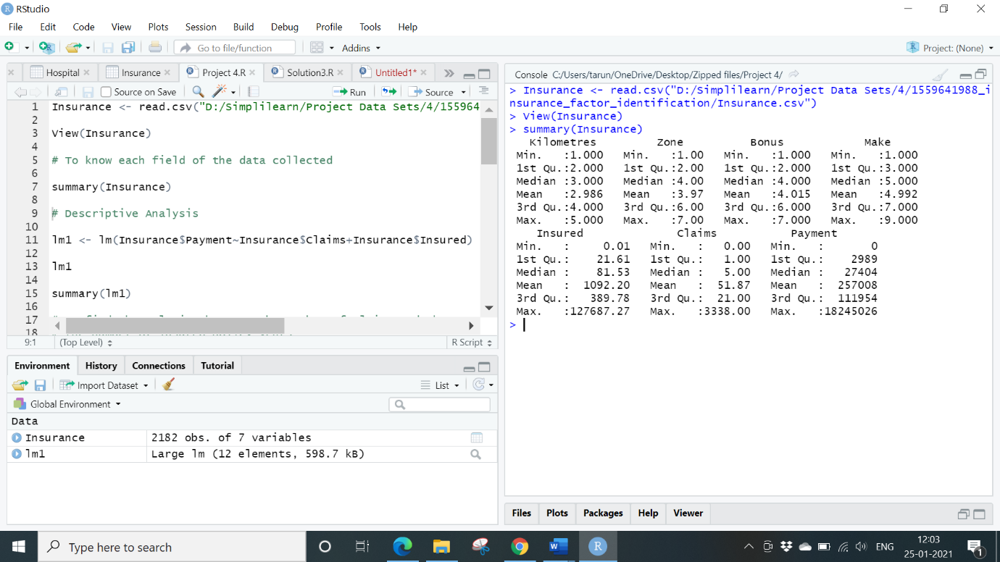 RStudio
File Edit Code View Plots Session Build Debug Profile Tools Help
Go to file/function Addins Project: (None)
Hospital Insurance Project 4.R Solution3.R Untitled1*
Source on Save Run Source
1 Insurance <- read.csv("D:/Simplilearn/Project Data Sets/4/155964
2
3 View(Insurance)
4
5 # To know each field of the data collected
6
7 summary(Insurance)
8
9 # Descriptive Analysis
10
11 lm1 <- lm(Insurance$Payment~Insurance$Claims+Insurance$Insured)
12
13 lm1
14
15 summary(lm1)
16
17
18
9:1 (Top Level) R Script
Environment History Connections Tutorial
Import Dataset List
Global Environment
Data
Insurance 2182 obs. of 7 variables
lm1 Large lm (12 elements, 598.7 kB)
Console C:/Users/tarun/OneDrive/Desktop/Zipped files/Project 4/
> Insurance <- read.csv("D:/Simplilearn/Project Data Sets/4/1559641988_i
nsurance_factor_identification/Insurance.csv")
> View(Insurance)
> summary(Insurance)
Kilometres Zone Bonus Make
Min. :1.000 Min. :1.00 Min. :1.000 Min. :1.000
1st Qu.:2.000 1st Qu.:2.00 1st Qu.:2.000 1st Qu.:3.000
Median :3.000 Median :4.00 Median :4.000 Median :5.000
Mean :2.986 Mean :3.97 Mean :4.015 Mean :4.992
3rd Qu.:4.000 3rd Qu.:6.00 3rd Qu.:6.000 3rd Qu.:7.000
Max. :5.000 Max. :7.00 Max. :7.000 Max. :9.000
Insured Claims Payment
Min. : 0.01 Min. : 0.00 Min. : 0
1st Qu.: 21.61 1st Qu.: 1.00 1st Qu.: 2989
Median : 81.53 Median : 5.00 Median : 27404
Mean : 1092.20 Mean : 51.87 Mean : 257008
3rd Qu.: 389.78 3rd Qu.: 21.00 3rd Qu.: 111954
Max. :127687.27 Max. :3338.00 Max. :18245026
>
Files Plots Packages Help Viewer
Type here to search
ENG
12:03
25-01-2021
1